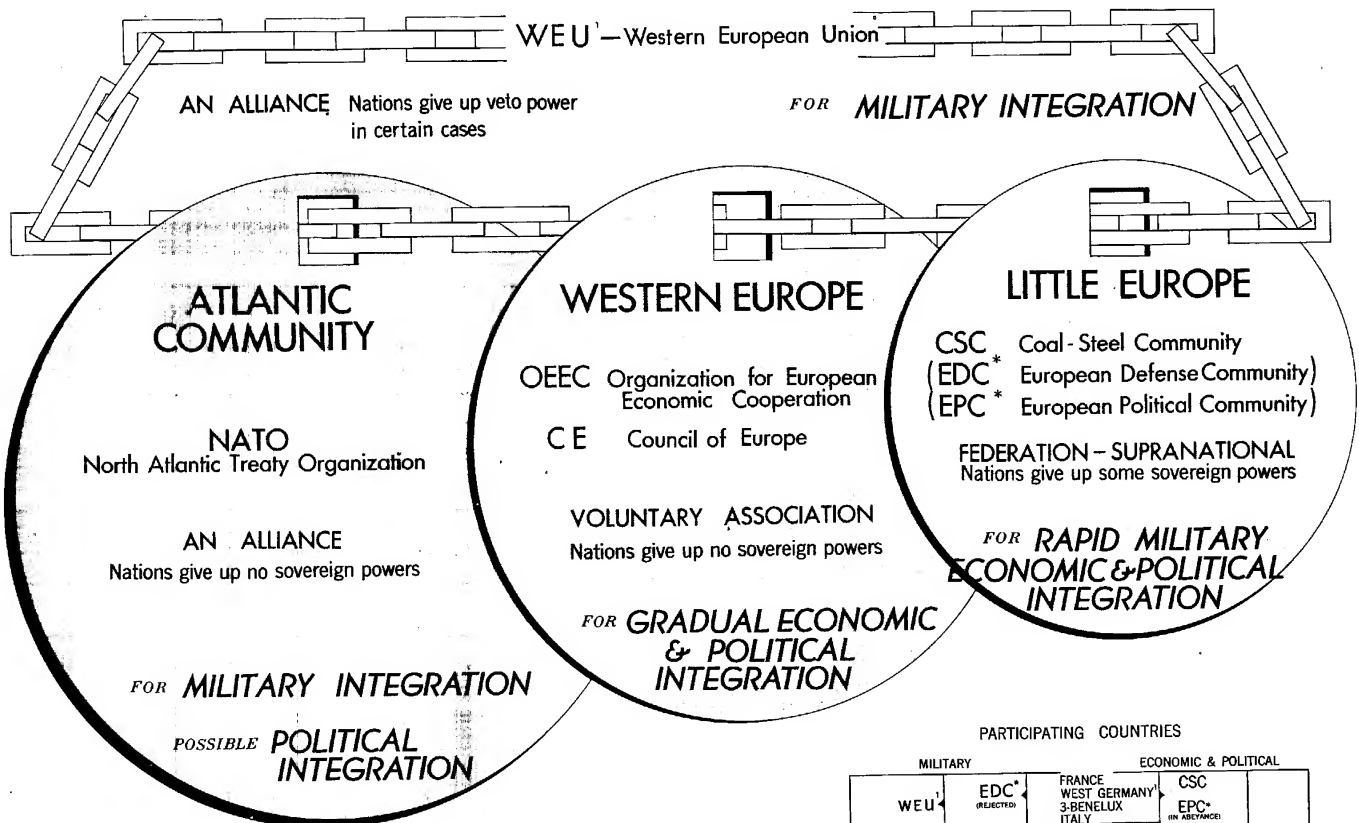 WEU¹—Western European Union
AN ALLIANCE Nations give up veto power
in certain cases
FOR MILITARY INTEGRATION
ATLANTIC
COMMUNITY
NATO
North Atlantic Treaty Organization
AN ALLIANCE
Nations give up no sovereign powers
FOR MILITARY INTEGRATION
POSSIBLE POLITICAL
INTEGRATION
WESTERN EUROPE
OEEC Organization for European
Economic Cooperation
CE Council of Europe
VOLUNTARY ASSOCIATION
Nations give up no sovereign powers
FOR GRADUAL ECONOMIC
& POLITICAL
INTEGRATION
LITTLE EUROPE
CSC Coal-Steel Community
(EDC* European Defense Community)
(EPC* European Political Community)
FEDERATION – SUPRANATIONAL
Nations give up some sovereign powers
FOR RAPID MILITARY
ECONOMIC & POLITICAL
INTEGRATION
PARTICIPATING COUNTRIES
MILITARY
ECONOMIC & POLITICAL
WEU¹
EDC*
(REJECTED)
FRANCE
WEST GERMANY¹
3-BENELUX
ITALY
CSC
EPC*
(IN ABEYANCE)